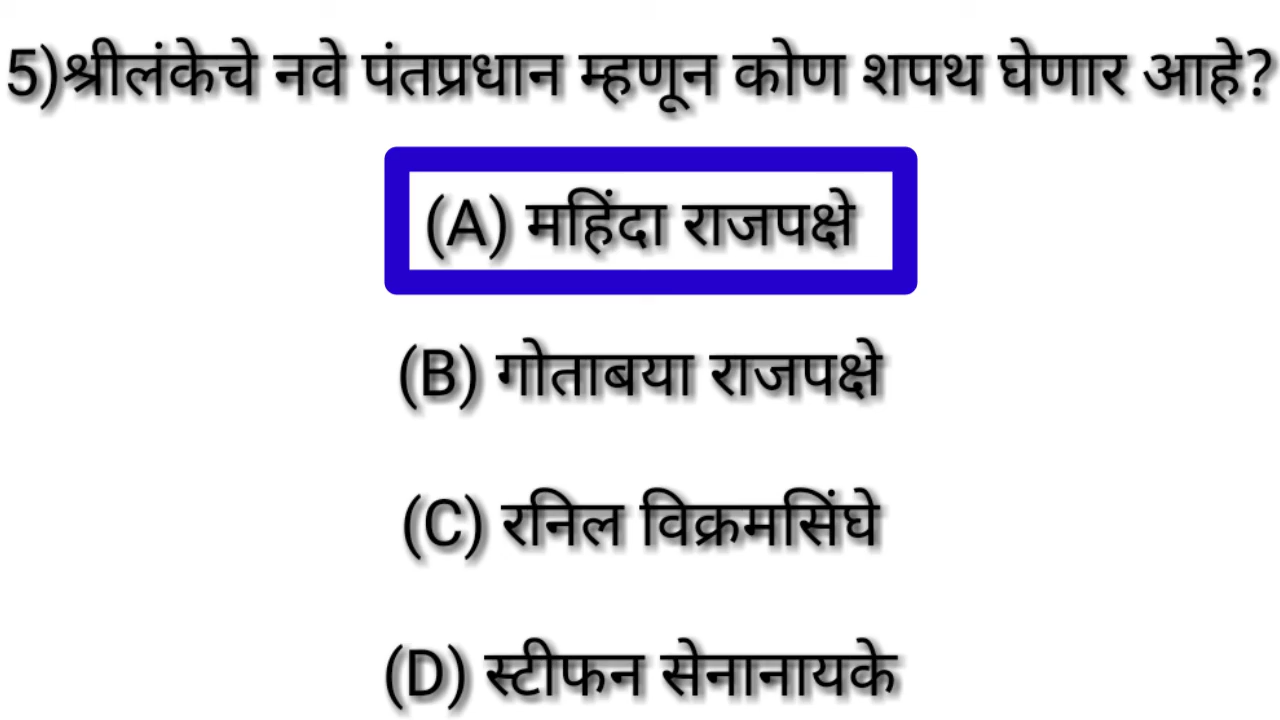 5)श्रीलंकेचे नवे पंतप्रधान म्हणून कोण शपथ घेणार आहे?
(A) महिंदा राजपक्षे
(B) गोताबया राजपक्षे
(C) रनिल विक्रमसिंघे
(D) स्टीफन सेनानायके